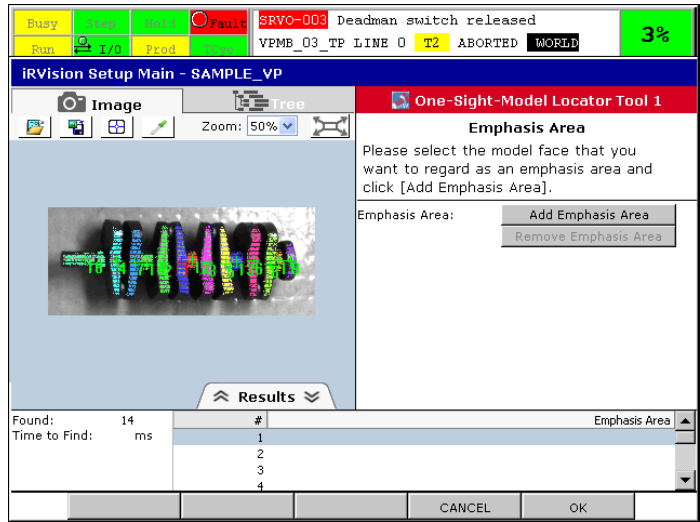 Busy Step Hold Fault SRVO-003 Deadman switch released
Run I/O Prod TCyc VPMB_03_TP LINE 0 T2 ABORTED WORLD 3%
iRVision Setup Main - SAMPLE_VP
Image Tree
Zoom: 50%
One-Sight-Model Locator Tool 1
Emphasis Area
Please select the model face that you
want to regard as an emphasis area and
click [Add Emphasis Area].
Emphasis Area: Add Emphasis Area
Remove Emphasis Area
Results
Found: 14 # Emphasis Area
Time to Find: ms 1
2
3
4
CANCEL OK